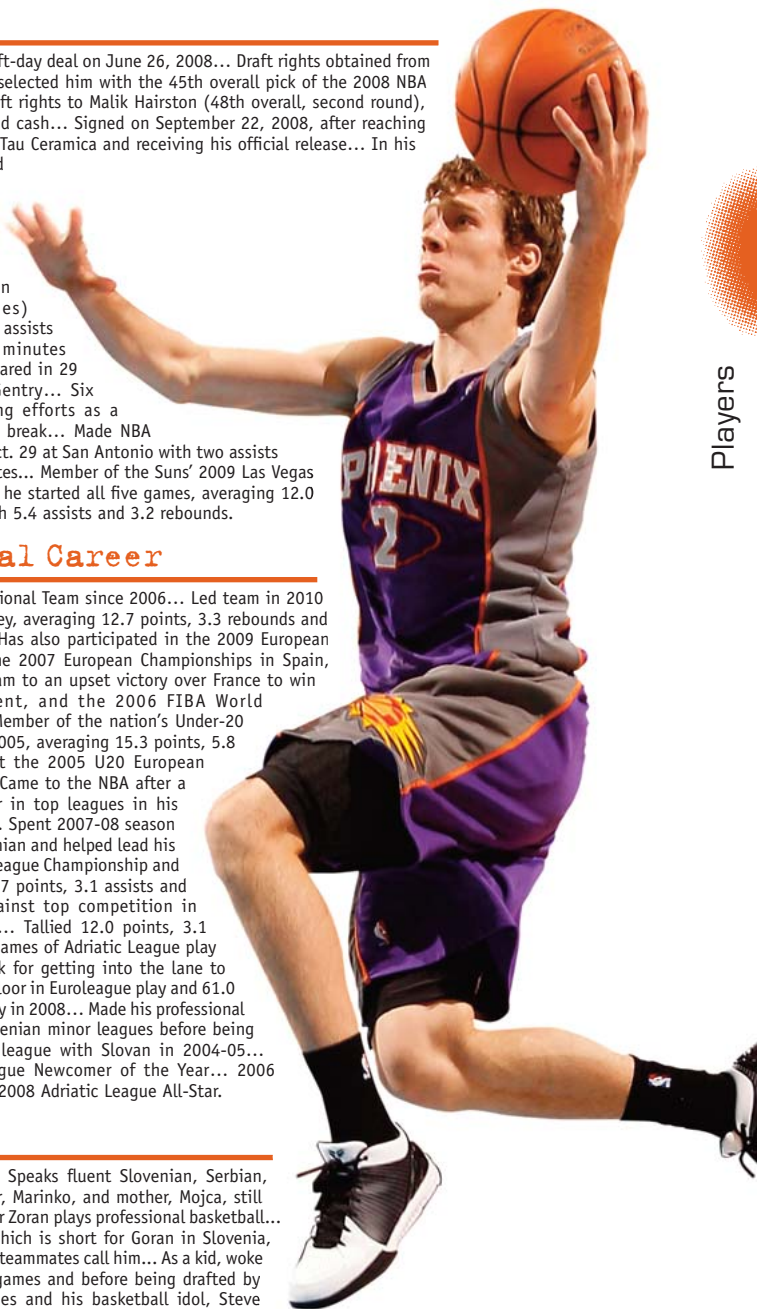 ft-day deal on June 26, 2008... Draft rights obtained from
selected him with the 45th overall pick of the 2008 NBA
ft rights to Malik Hairston (48th overall, second round),
d cash... Signed on September 22, 2008, after reaching
Tau Ceramica and receiving his official release... In his
d
n
es)
assists
minutes
ared in 29
Gentry... Six
ng efforts as a
break... Made NBA
ct. 29 at San Antonio with two assists
tes... Member of the Suns’ 2009 Las Vegas
he started all five games, averaging 12.0
h 5.4 assists and 3.2 rebounds.
al Career
ional Team since 2006... Led team in 2010
ey, averaging 12.7 points, 3.3 rebounds and
Has also participated in the 2009 European
he 2007 European Championships in Spain,
am to an upset victory over France to win
ent, and the 2006 FIBA World
Member of the nation’s Under-20
2005, averaging 15.3 points, 5.8
t the 2005 U20 European
Came to the NBA after a
r in top leagues in his
. Spent 2007-08 season
nian and helped lead his
eague Championship and
7 points, 3.1 assists and
ainst top competition in
... Tallied 12.0 points, 3.1
games of Adriatic League play
k for getting into the lane to
loor in Euroleague play and 61.0
y in 2008... Made his professional
venian minor leagues before being
league with Slovan in 2004-05...
gue Newcomer of the Year... 2006
2008 Adriatic League All-Star.
Speaks fluent Slovenian, Serbian,
r, Marinko, and mother, Mojca, still
r Zoran plays professional basketball...
hich is short for Goran in Slovenia,
teammates call him... As a kid, woke
games and before being drafted by
es and his basketball idol, Steve
PHOENIX
2
Players